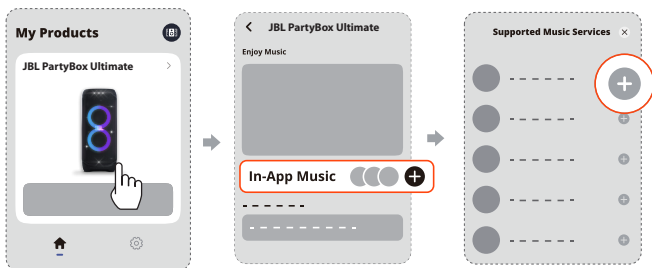 My Products
JBL PartyBox Ultimate
JBL PartyBox Ultimate
Enjoy Music
In-App Music
Supported Music Services